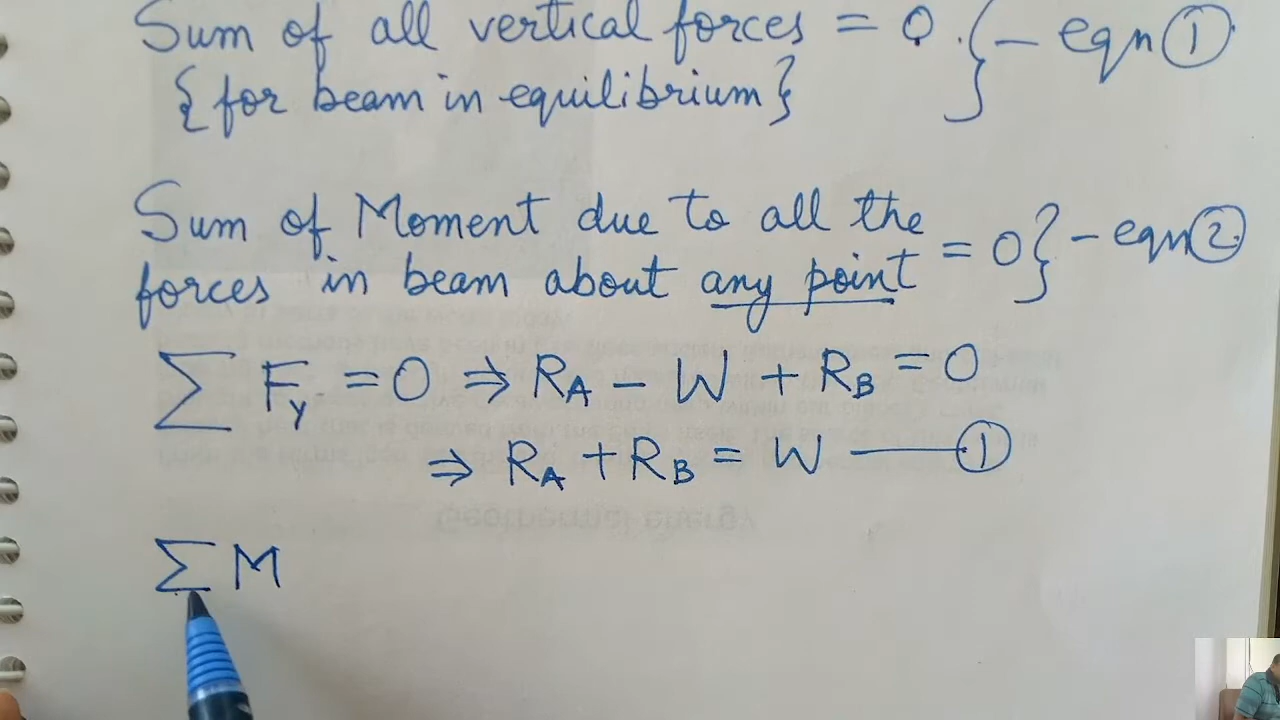 Sum of all vertical forces = 0. } - eqn ①
{ for beam in equilibrium }
Sum of Moment due to all the
forces in beam about any point = 0 } - eqn ②
∑ Fy = 0 ⇒ RA - W + RB = 0
⇒ RA + RB = W —— ①
∑ M